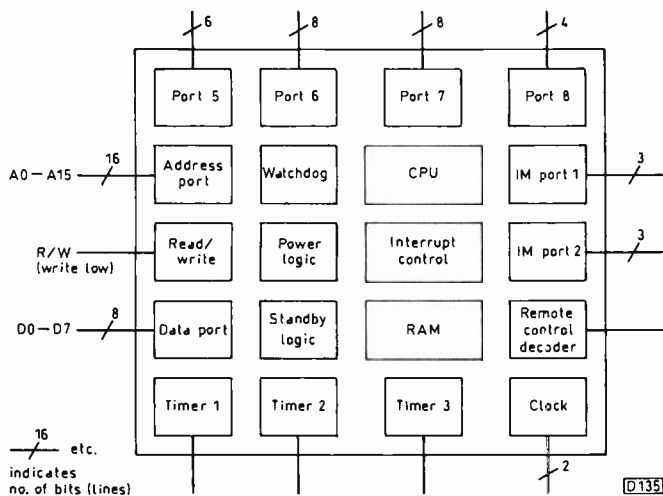 6
8
8
4
Port 5
Port 6
Port 7
Port 8
A0–A15
16
Address
port
Watchdog
CPU
IM port 1
3
R/W
(write low)
Read/
write
Power
logic
Interrupt
control
IM port 2
3
D0–D7
8
Data port
Standby
logic
RAM
Remote
control
decoder
Timer 1
Timer 2
Timer 3
Clock
16
etc.
indicates
no. of bits (lines)
2
D135